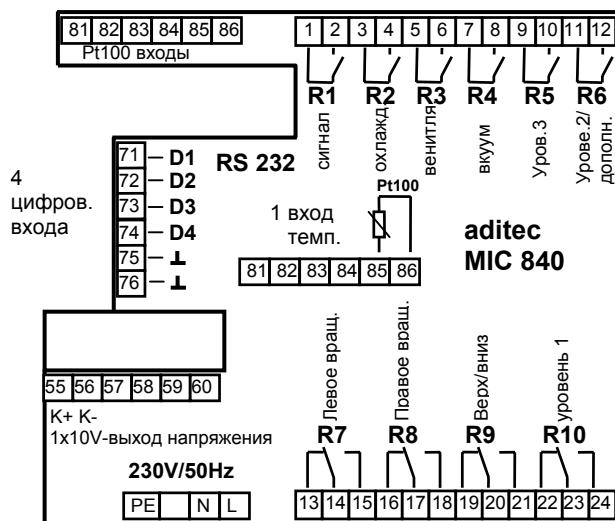 81 82 83 84 85 86
Pt100 входы
1 2 3 4 5 6 7 8 9 10 11 12
R1 R2 R3 R4 R5 R6
сигнал
охлажд.
венитля
вкуум
Уров.3
Урове.2/
дополн.
4
цифров.
входа
71 – D1
72 – D2
73 – D3
74 – D4
75 – ⊥
76 – ⊥
RS 232
Pt100
1 вход
темп.
81 82 83 84 85 86
aditec
MIC 840
55 56 57 58 59 60
K+ K-
1x10V-выход напряжения
230V/50Hz
PE N L
Левое вращ.
Правое вращ.
Верх/вниз
уровень 1
R7 R8 R9 R10
13 14 15 16 17 18 19 20 21 22 23 24